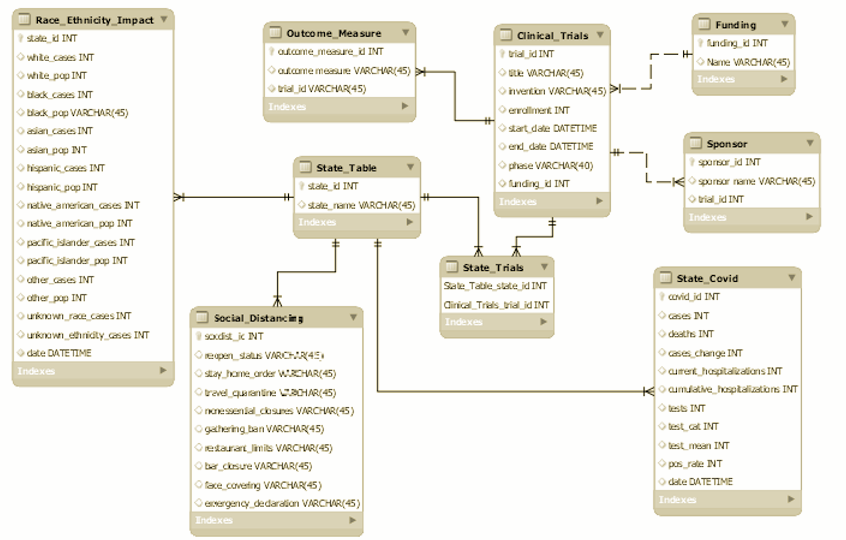 Race_Ethnicity_Impact
state_id INT
white_cases INT
white_pop INT
black_cases INT
black_pop VARCHAR(45)
asian_cases INT
asian_pop INT
hispanic_cases INT
hispanic_pop INT
native_american_cases INT
native_american_pop INT
pacific_islander_cases INT
pacific_islander_pop INT
other_cases INT
other_pop INT
unknown_race_cases INT
unknown_ethnicity_cases INT
date DATETIME
Indexes
Outcome_Measure
outcome_measure_id INT
outcome measure VARCHAR(45)
trial_id VARCHAR(45)
Indexes
Clinical_Trials
trial_id INT
title VARCHAR(45)
invention VARCHAR(45)
enrollment INT
start_date DATETIME
end_date DATETIME
phase VARCHAR(40)
funding_id INT
Indexes
Funding
funding_id INT
Name VARCHAR(45)
Indexes
Sponsor
sponsor_id INT
sponsor name VARCHAR(45)
trial_id INT
Indexes
State_Table
state_id INT
state_name VARCHAR(45)
Indexes
State_Trials
State_Table_state_id INT
Clinical_Trials_trial_id INT
Indexes
Social_Distancing
INT
reopen_status VARCHAR(45)
stay_home_order VARCHAR(45)
travel_quarantine VARCHAR(45)
nonessential_closures VARCHAR(45)
gathering_ban VARCHAR(45)
restaurant_limits VARCHAR(45)
bar_closure VARCHAR(45)
face_covering VARCHAR(45)
emergency_declaration VARCHAR(45)
Indexes
State_Covid
covid_id INT
cases INT
deaths INT
cases_change INT
current_hospitalizations INT
cumulative_hospitalizations INT
tests INT
test_cat INT
test_mean INT
pos_rate INT
date DATETIME
Indexes